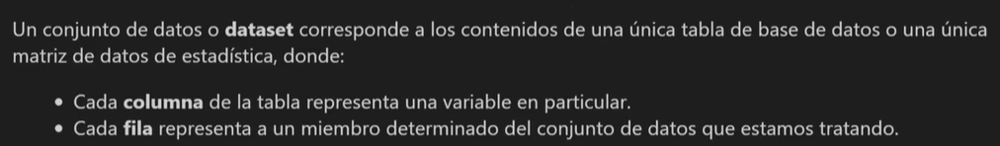 Un conjunto de datos o dataset corresponde a los contenidos de una única tabla de base de datos o una única
matriz de datos de estadística, donde:
• Cada columna de la tabla representa una variable en particular.
• Cada fila representa a un miembro determinado del conjunto de datos que estamos tratando.